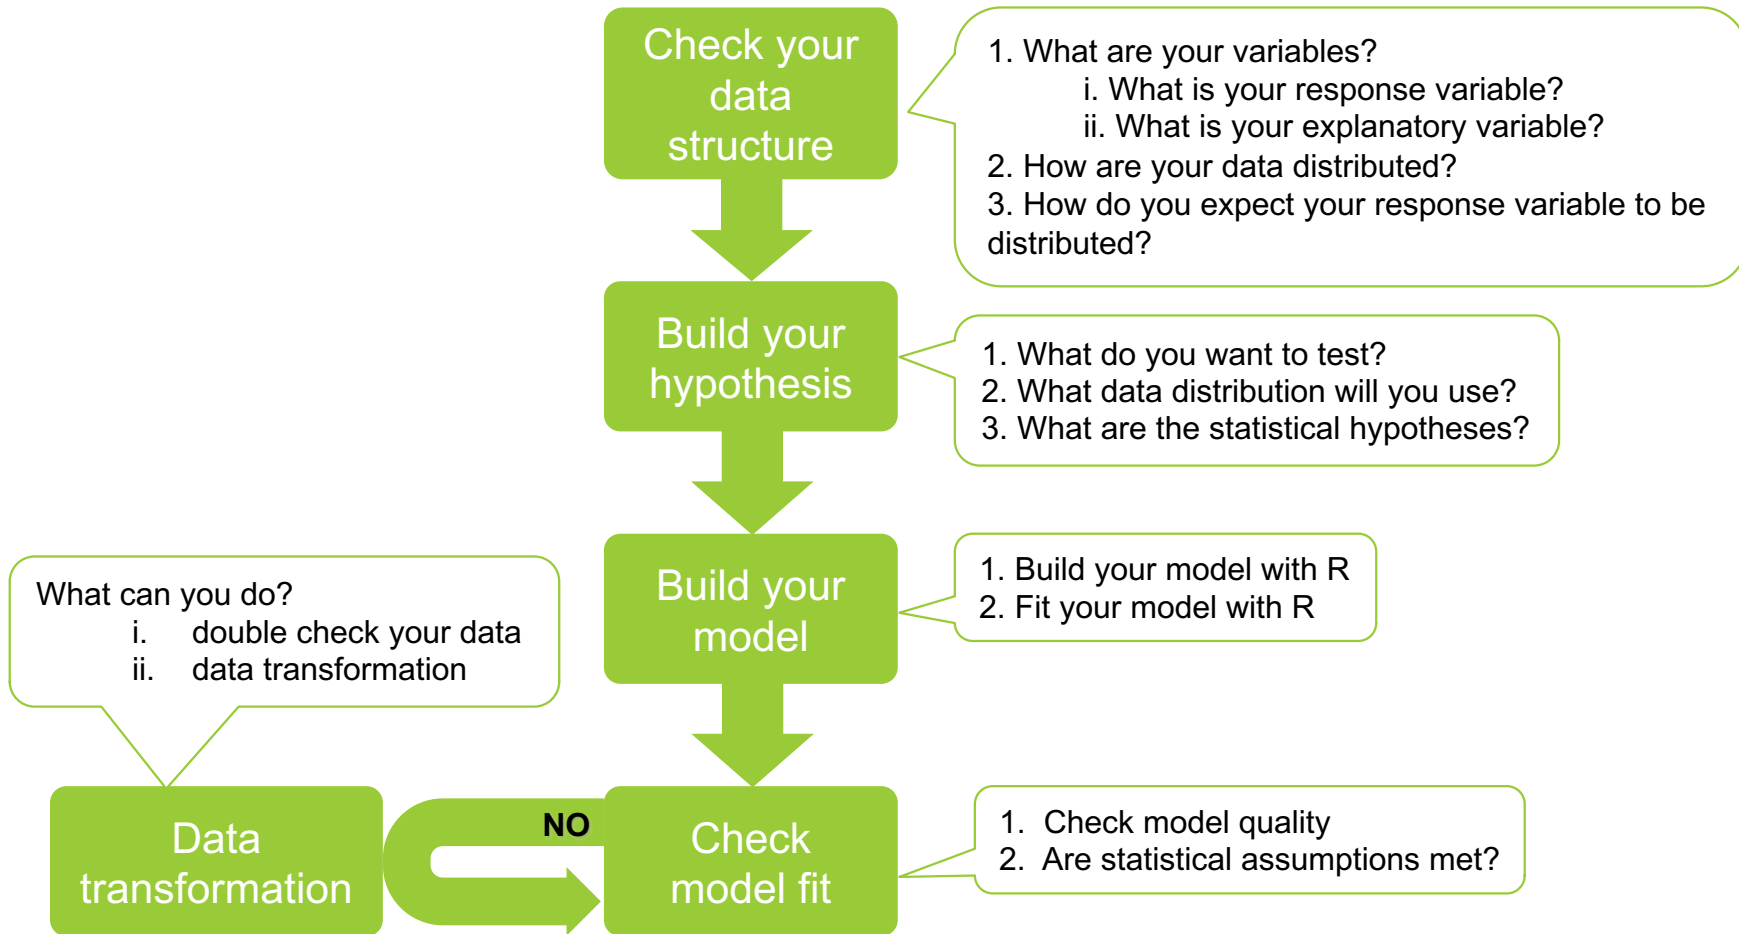 Check your
data
structure
1. What are your variables?
i. What is your response variable?
ii. What is your explanatory variable?
2. How are your data distributed?
3. How do you expect your response variable to be
distributed?
Build your
hypothesis
1. What do you want to test?
2. What data distribution will you use?
3. What are the statistical hypotheses?
Build your
model
1. Build your model with R
2. Fit your model with R
What can you do?
i. double check your data
ii. data transformation
Data
transformation
NO
Check
model fit
1. Check model quality
2. Are statistical assumptions met?